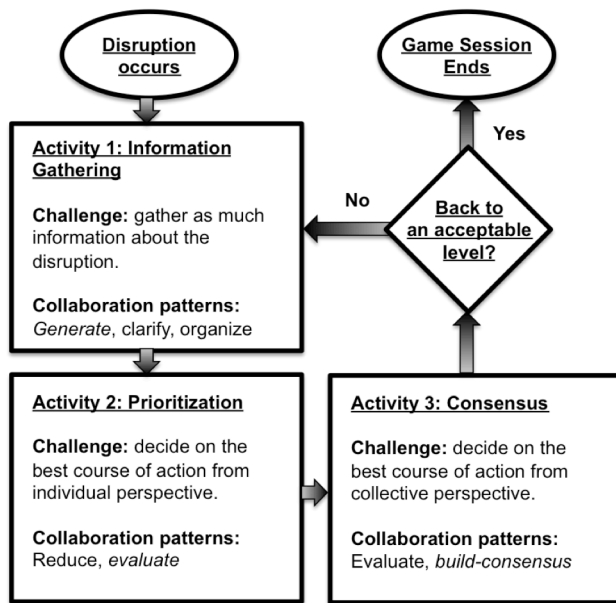 Disruption
occurs
Game Session
Ends
Activity 1: Information
Gathering
Challenge: gather as much
information about the
disruption.
Collaboration patterns:
Generate, clarify, organize
No
Yes
Back to
an acceptable
level?
Activity 2: Prioritization
Challenge: decide on the
best course of action from
individual perspective.
Collaboration patterns:
Reduce, evaluate
Activity 3: Consensus
Challenge: decide on the
best course of action from
collective perspective.
Collaboration patterns:
Evaluate, build-consensus